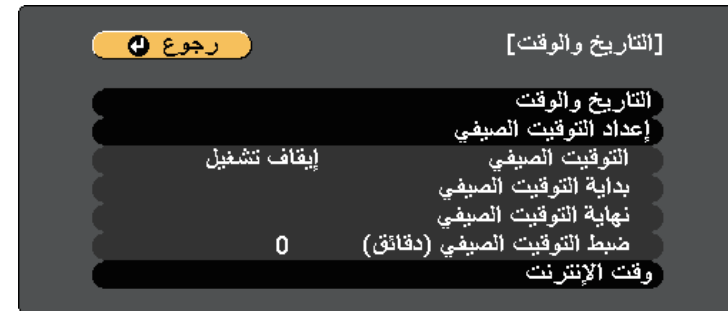 [التاريخ والوقت] رجوع
التاريخ والوقت
إعداد التوقيت الصيفي
التوقيت الصيفي إيقاف تشغيل
بداية التوقيت الصيفي
نهاية التوقيت الصيفي
ضبط التوقيت الصيفي (دقائق) 0
وقت الإنترنت